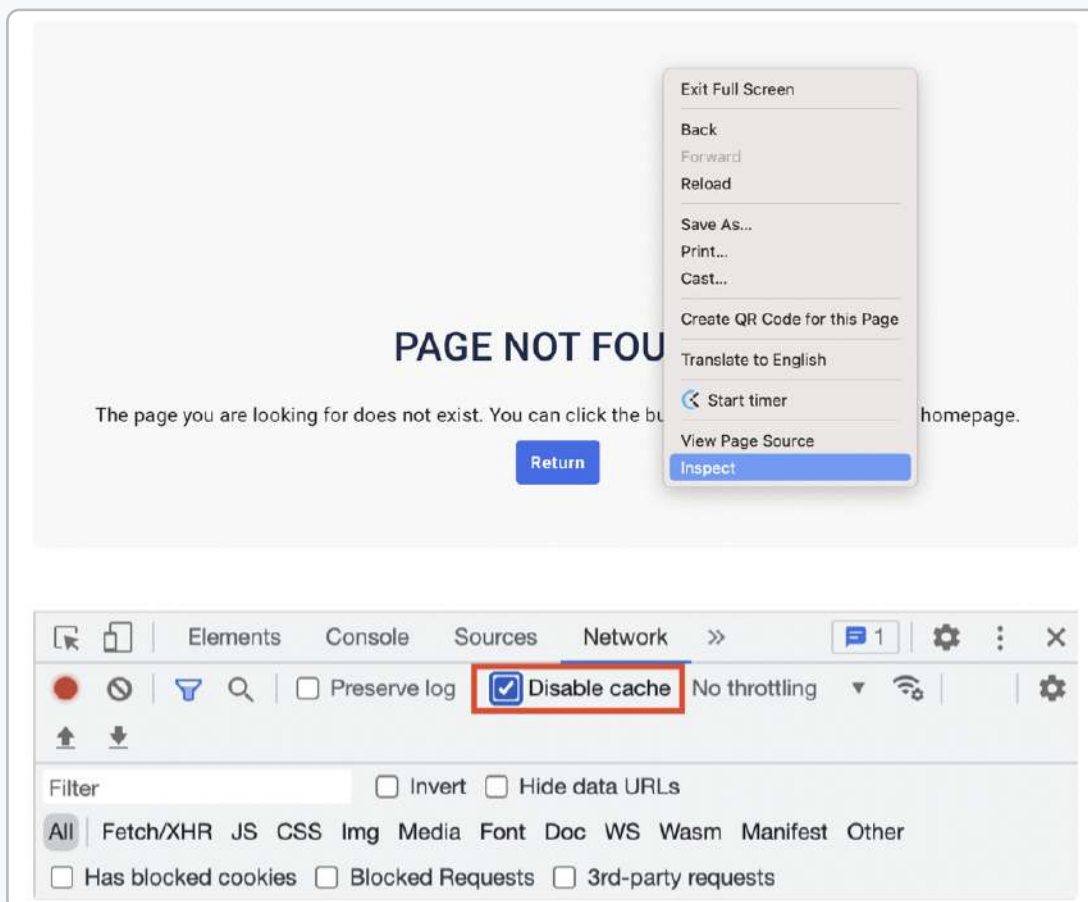 Exit Full Screen
Back
Forward
Reload
Save As...
Print...
Cast...
Create QR Code for this Page
Translate to English
Start timer
View Page Source
Inspect
PAGE NOT FOU
The page you are looking for does not exist. You can click the bu homepage.
Return
Elements Console Sources Network » 1
Preserve log Disable cache No throttling
Filter Invert Hide data URLs
All Fetch/XHR JS CSS Img Media Font Doc WS Wasm Manifest Other
Has blocked cookies Blocked Requests 3rd-party requests